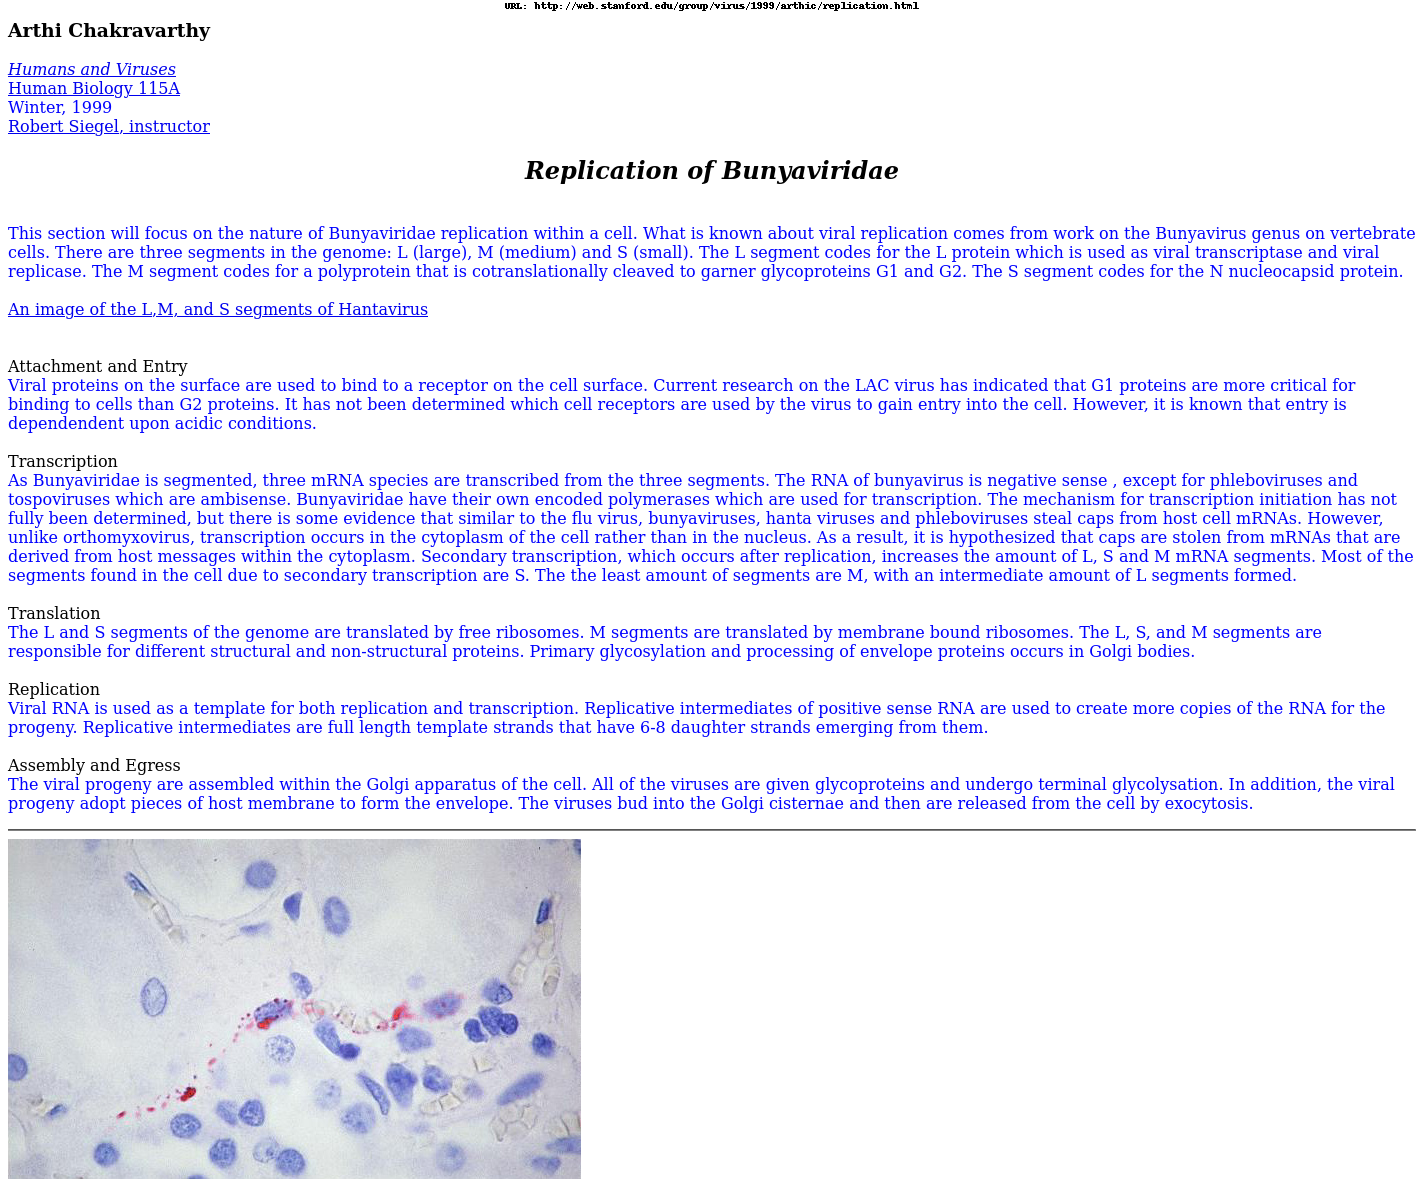 URL: http://web.stanford.edu/group/virus/1999/arthic/replication.html
Arthi Chakravarthy
Humans and Viruses
Human Biology 115A
Winter, 1999
Robert Siegel, instructor
Replication of Bunyaviridae
This section will focus on the nature of Bunyaviridae replication within a cell. What is known about viral replication comes from work on the Bunyavirus genus on vertebrate
cells. There are three segments in the genome: L (large), M (medium) and S (small). The L segment codes for the L protein which is used as viral transcriptase and viral
replicase. The M segment codes for a polyprotein that is cotranslationally cleaved to garner glycoproteins G1 and G2. The S segment codes for the N nucleocapsid protein.
An image of the L,M, and S segments of Hantavirus
Attachment and Entry
Viral proteins on the surface are used to bind to a receptor on the cell surface. Current research on the LAC virus has indicated that G1 proteins are more critical for
binding to cells than G2 proteins. It has not been determined which cell receptors are used by the virus to gain entry into the cell. However, it is known that entry is
dependendent upon acidic conditions.
Transcription
As Bunyaviridae is segmented, three mRNA species are transcribed from the three segments. The RNA of bunyavirus is negative sense , except for phleboviruses and
tospoviruses which are ambisense. Bunyaviridae have their own encoded polymerases which are used for transcription. The mechanism for transcription initiation has not
fully been determined, but there is some evidence that similar to the flu virus, bunyaviruses, hanta viruses and phleboviruses steal caps from host cell mRNAs. However,
unlike orthomyxovirus, transcription occurs in the cytoplasm of the cell rather than in the nucleus. As a result, it is hypothesized that caps are stolen from mRNAs that are
derived from host messages within the cytoplasm. Secondary transcription, which occurs after replication, increases the amount of L, S and M mRNA segments. Most of the
segments found in the cell due to secondary transcription are S. The the least amount of segments are M, with an intermediate amount of L segments formed.
Translation
The L and S segments of the genome are translated by free ribosomes. M segments are translated by membrane bound ribosomes. The L, S, and M segments are
responsible for different structural and non-structural proteins. Primary glycosylation and processing of envelope proteins occurs in Golgi bodies.
Replication
Viral RNA is used as a template for both replication and transcription. Replicative intermediates of positive sense RNA are used to create more copies of the RNA for the
progeny. Replicative intermediates are full length template strands that have 6-8 daughter strands emerging from them.
Assembly and Egress
The viral progeny are assembled within the Golgi apparatus of the cell. All of the viruses are given glycoproteins and undergo terminal glycolysation. In addition, the viral
progeny adopt pieces of host membrane to form the envelope. The viruses bud into the Golgi cisternae and then are released from the cell by exocytosis.